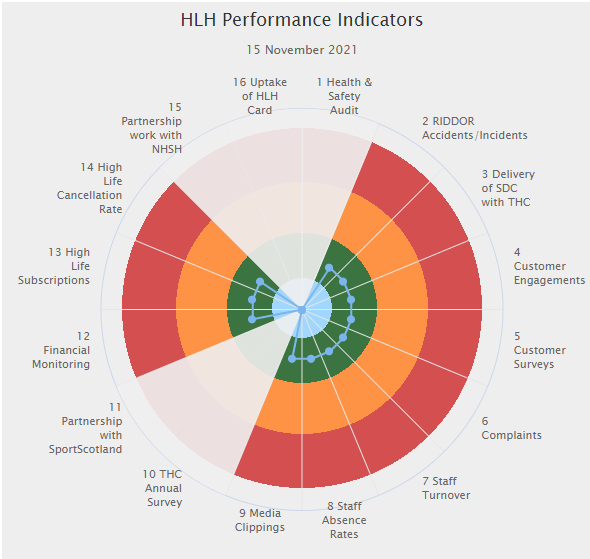 HLH Performance Indicators
15 November 2021
1 Health &
Safety
Audit
2 RIDDOR
Accidents/Incidents
3 Delivery
of SDC
with THC
4
Customer
Engagements
5
Customer
Surveys
6
Complaints
7 Staff
Turnover
8 Staff
Absence
Rates
9 Media
Clippings
10 THC
Annual
Survey
11
Partnership
with
SportScotland
12
Financial
Monitoring
13 High
Life
Subscriptions
14 High
Life
Cancellation
Rate
15
Partnership
work with
NHSH
16 Uptake
of HLH
Card